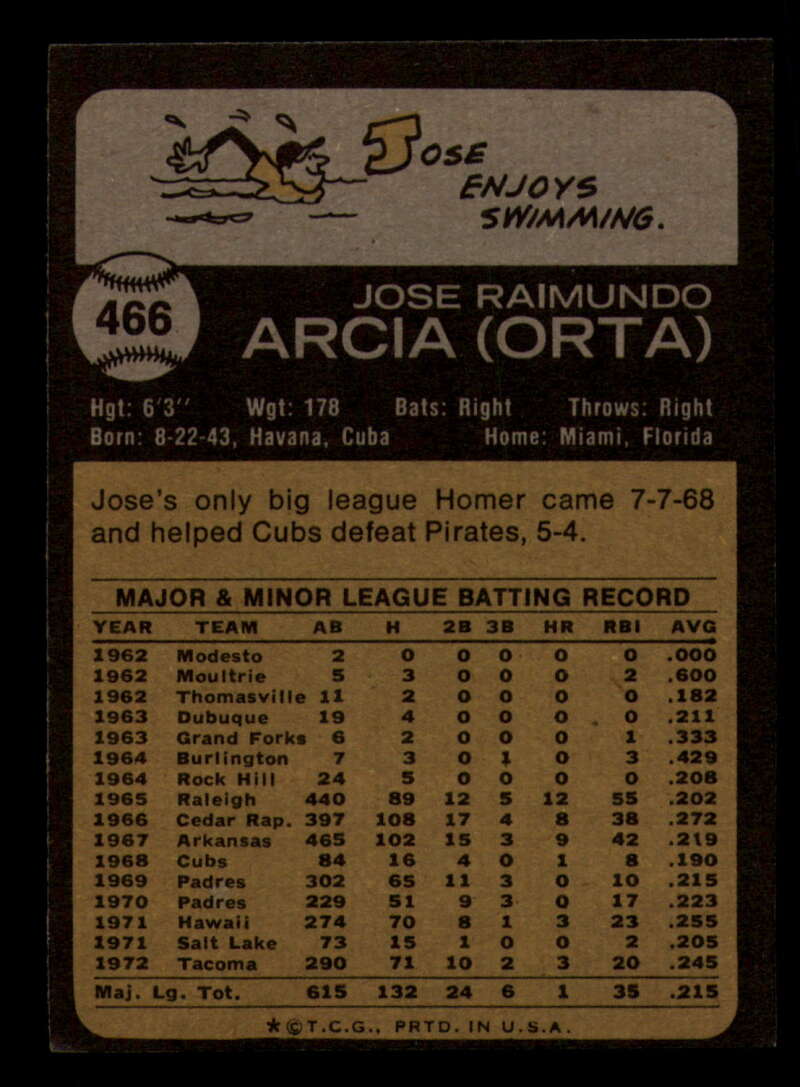 JOSE
ENJOYS
SWIMMING.
466
JOSE RAIMUNDO
ARCIA (ORTA)
Hgt: 6'3" Wgt: 178 Bats: Right Throws: Right
Born: 8-22-43, Havana, Cuba Home: Miami, Florida
Jose's only big league Homer came 7-7-68
and helped Cubs defeat Pirates, 5-4.
MAJOR & MINOR LEAGUE BATTING RECORD
YEAR TEAM AB H 2B 3B HR RBI AVG
1962 Modesto 2 0 0 0 0 0 .000
1962 Moultrie 5 3 0 0 0 2 .600
1962 Thomasville 11 2 0 0 0 0 .182
1963 Dubuque 19 4 0 0 0 0 .211
1963 Grand Forks 6 2 0 0 0 1 .333
1964 Burlington 7 3 0 1 0 3 .429
1964 Rock Hill 24 5 0 0 0 0 .208
1965 Raleigh 440 89 12 5 12 55 .202
1966 Cedar Rap. 397 108 17 4 8 38 .272
1967 Arkansas 465 102 15 3 9 42 .219
1968 Cubs 84 16 4 0 1 8 .190
1969 Padres 302 65 11 3 0 10 .215
1970 Padres 229 51 9 3 0 17 .223
1971 Hawaii 274 70 8 1 3 23 .255
1971 Salt Lake 73 15 1 0 0 2 .205
1972 Tacoma 290 71 10 2 3 20 .245
Maj. Lg. Tot. 615 132 24 6 1 35 .215
*©T.C.G., PRTD. IN U.S.A.